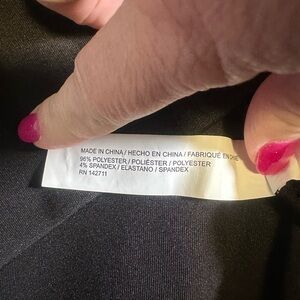 MADE IN CHINA / HECHO EN CHINA / FABRIQUÉ EN
96% POLYESTER / POLIÉSTER / POLYESTER
4% SPANDEX / ELASTANO / SPANDEX
RN 142711